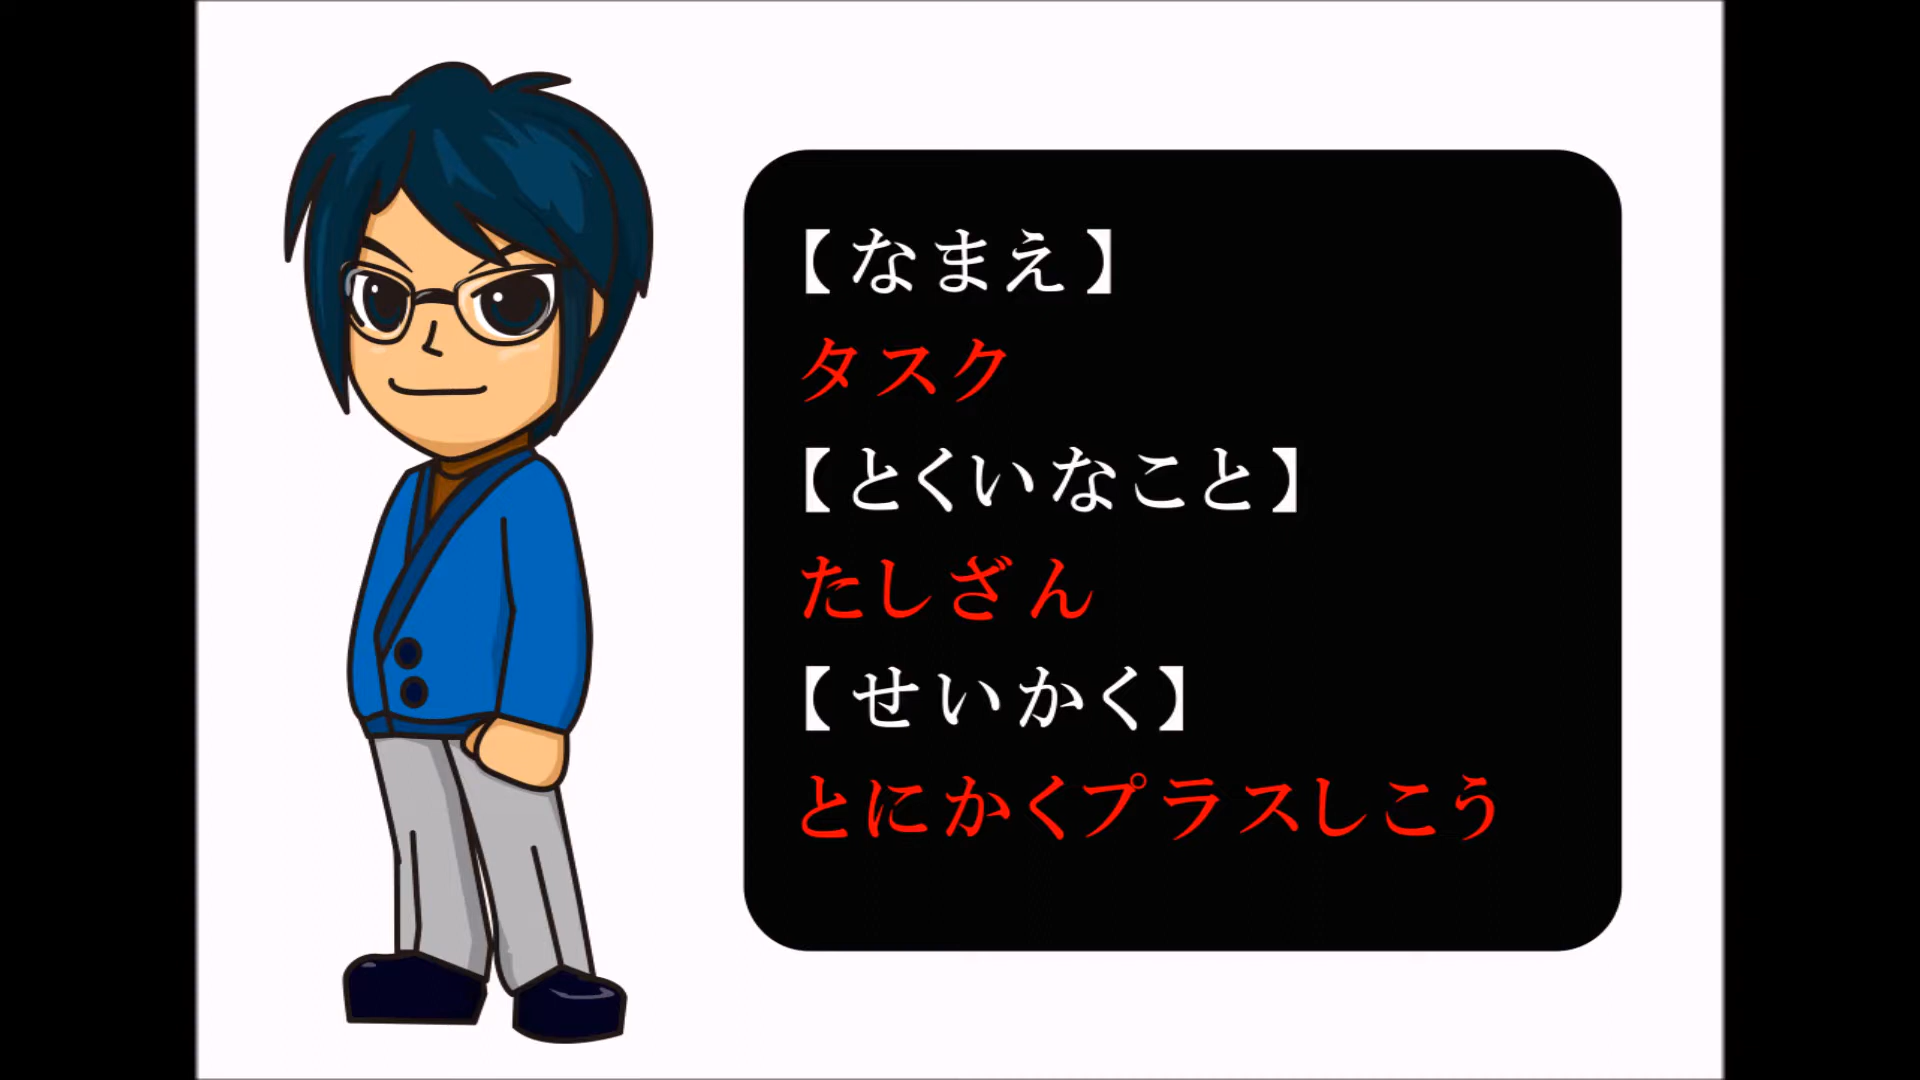 【なまえ】
タスク
【とくいなこと】
たしざん
【せいかく】
とにかくプラスしこう